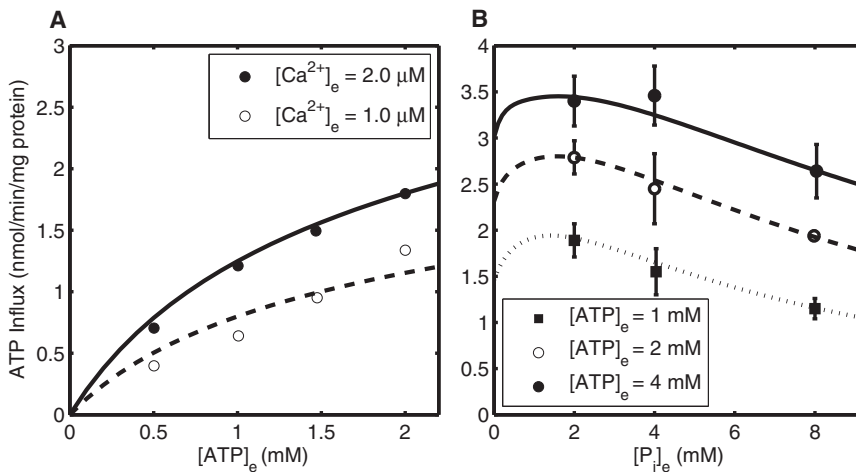 A
B
ATP Influx (nmol/min/mg protein)
3
2.5
2
1.5
1
0.5
0
[Ca2+]e = 2.0 μM
[Ca2+]e = 1.0 μM
0 0.5 1 1.5 2
[ATP]e (mM)
4
3.5
3
2.5
2
1.5
1
0.5
0
[ATP]e = 1 mM
[ATP]e = 2 mM
[ATP]e = 4 mM
0 2 4 6 8
[Pi]e (mM)